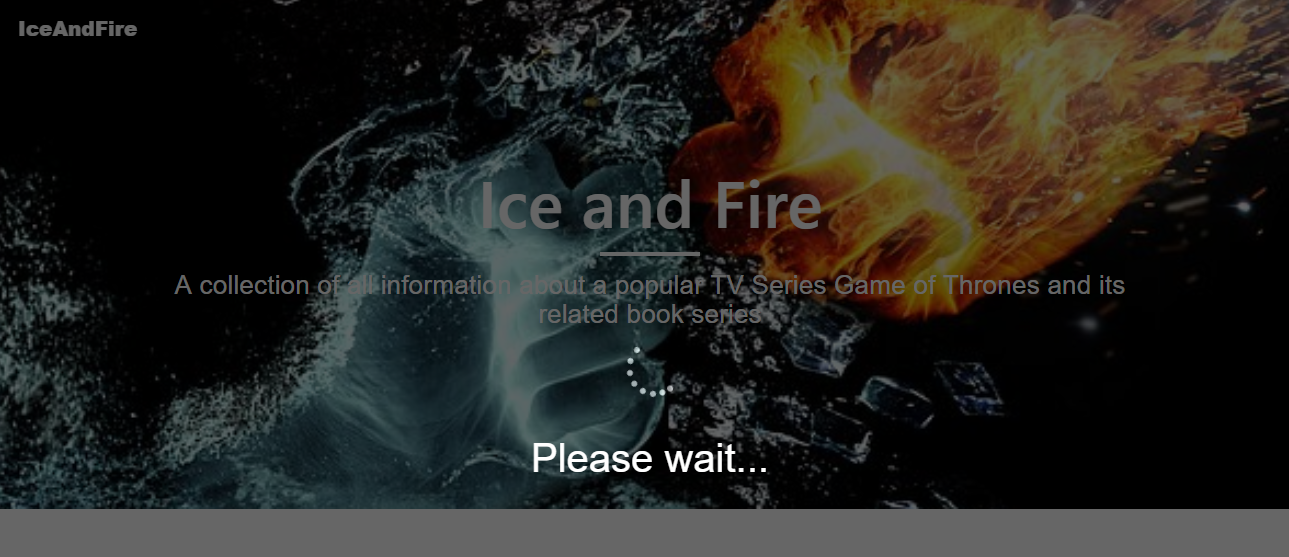 IceAndFire
Ice and Fire
A collection of all information about a popular TV Series Game of Thrones and its
related book series
Please wait...